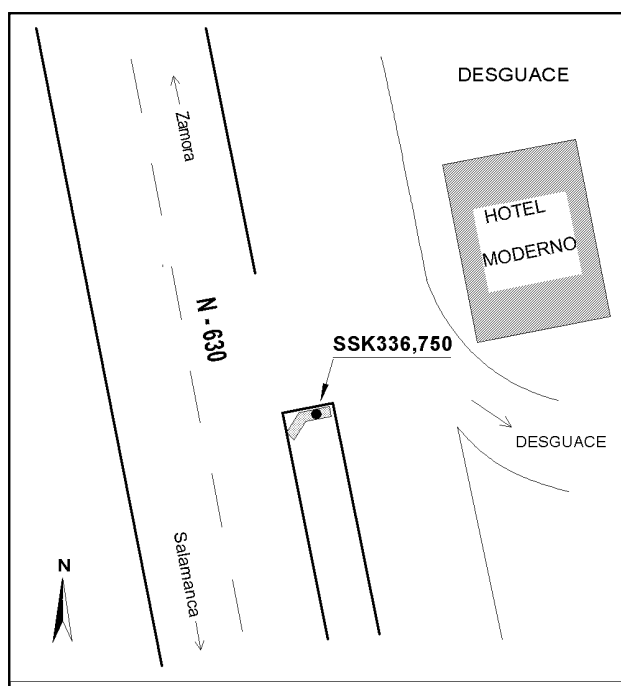 DESGUACE
Zamora
HOTEL
MODERNO
N - 630
SSK336,750
DESGUACE
Salamanca
N